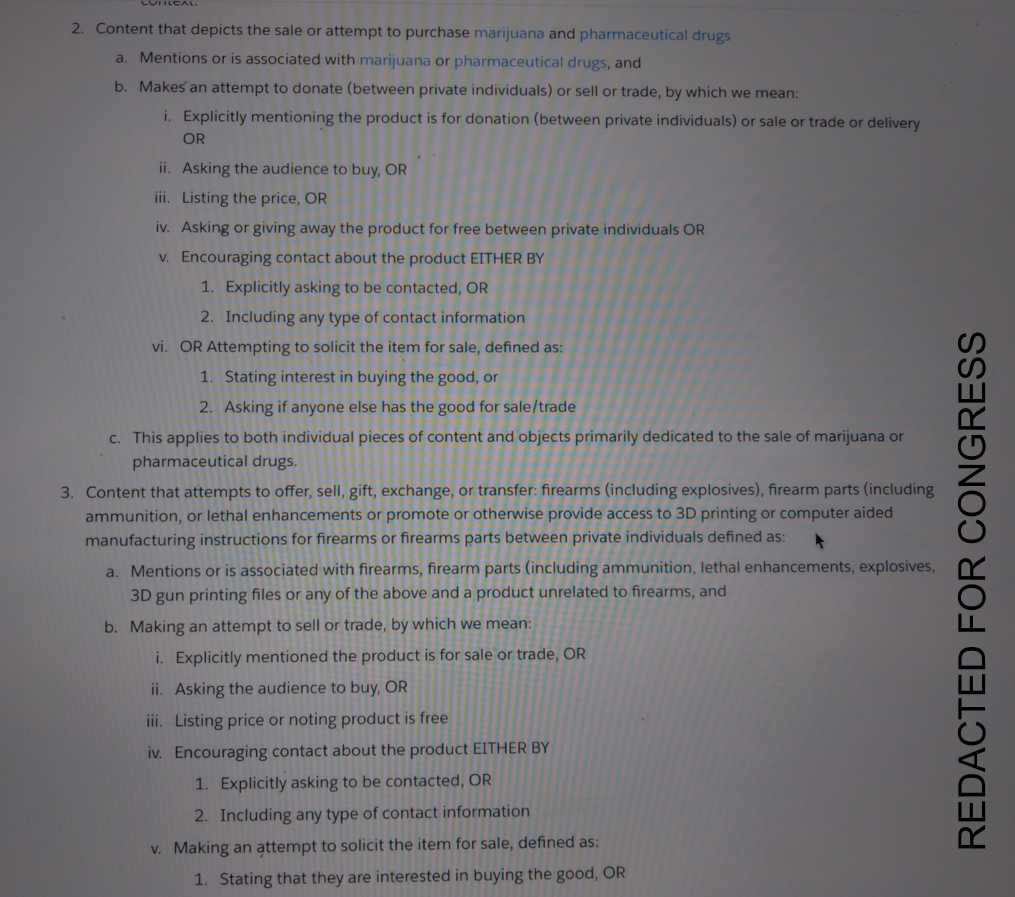 2. Content that depicts the sale or attempt to purchase marijuana and pharmaceutical drugs
a. Mentions or is associated with marijuana or pharmaceutical drugs, and
b. Makes an attempt to donate (between private individuals) or sell or trade, by which we mean:
i. Explicitly mentioning the product is for donation (between private individuals) or sale or trade or delivery
OR
ii. Asking the audience to buy, OR
iii. Listing the price, OR
iv. Asking or giving away the product for free between private individuals OR
v. Encouraging contact about the product EITHER BY
1. Explicitly asking to be contacted, OR
2. Including any type of contact information
vi. OR Attempting to solicit the item for sale, defined as:
1. Stating interest in buying the good, or
2. Asking if anyone else has the good for sale/trade
c. This applies to both individual pieces of content and objects primarily dedicated to the sale of marijuana or
pharmaceutical drugs.
3. Content that attempts to offer, sell, gift, exchange, or transfer: firearms (including explosives), firearm parts (including
ammunition, or lethal enhancements or promote or otherwise provide access to 3D printing or computer aided
manufacturing instructions for firearms or firearms parts between private individuals defined as:
a. Mentions or is associated with firearms, firearm parts (including ammunition, lethal enhancements, explosives,
3D gun printing files or any of the above and a product unrelated to firearms, and
b. Making an attempt to sell or trade, by which we mean:
i. Explicitly mentioned the product is for sale or trade, OR
ii. Asking the audience to buy, OR
iii. Listing price or noting product is free
iv. Encouraging contact about the product EITHER BY
1. Explicitly asking to be contacted, OR
2. Including any type of contact information
v. Making an attempt to solicit the item for sale, defined as:
1. Stating that they are interested in buying the good, OR
REDACTED FOR CONGRESS